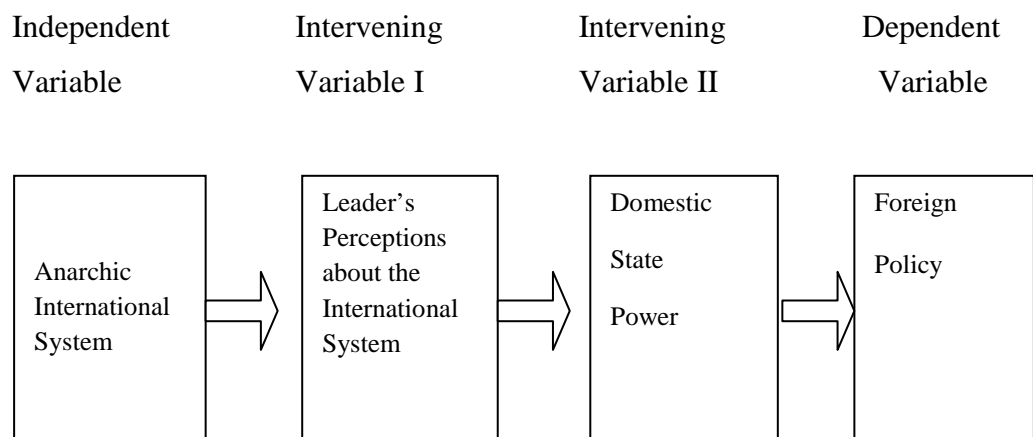 Independent
Variable
Intervening
Variable I
Intervening
Variable II
Dependent
Variable
Anarchic
International
System
Leader’s
Perceptions
about the
International
System
Domestic
State
Power
Foreign
Policy